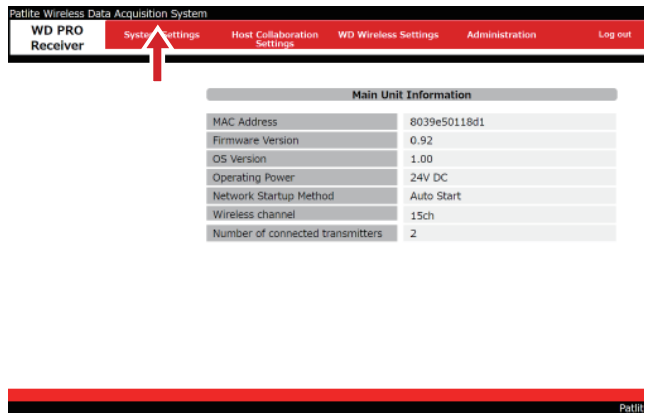 Patlite Wireless Data Acquisition System
WD PRO
Receiver
System Settings
Host Collaboration
Settings
WD Wireless Settings
Administration
Log out
Main Unit Information
MAC Address 8039e50118d1
Firmware Version 0.92
OS Version 1.00
Operating Power 24V DC
Network Startup Method Auto Start
Wireless channel 15ch
Number of connected transmitters 2
Patlit